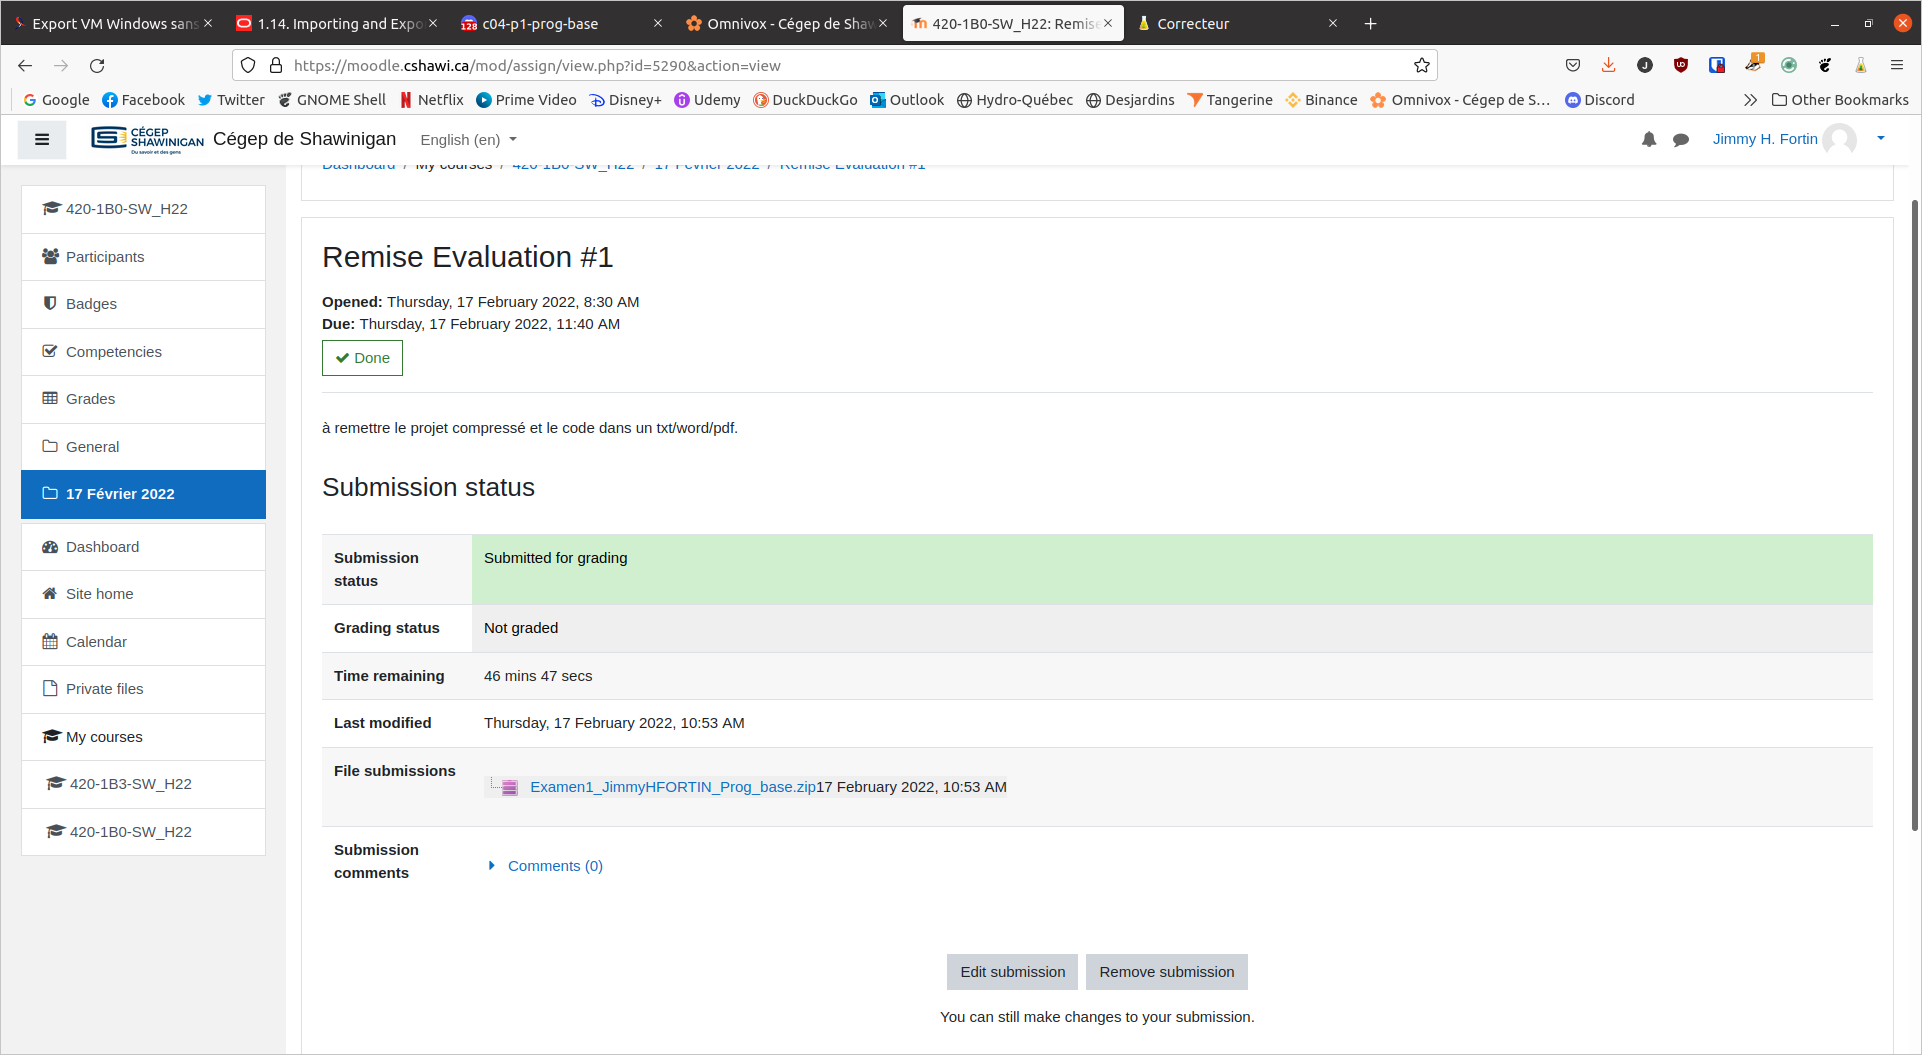 Export VM Windows sans
1.14. Importing and Expo
c04-p1-prog-base
Omnivox - Cégep de Shaw
420-1B0-SW_H22: Remise
Correcteur
https://moodle.cshawi.ca/mod/assign/view.php?id=5290&action=view
Google
Facebook
Twitter
GNOME Shell
Netflix
Prime Video
Disney+
Udemy
DuckDuckGo
Outlook
Hydro-Québec
Desjardins
Tangerine
Binance
Omnivox - Cégep de S…
Discord
Other Bookmarks
CÉGEP
SHAWINIGAN
Du savoir et des gens
Cégep de Shawinigan
English (en)
Jimmy H. Fortin
Dashboard / My courses / 420-1B0-SW_H22 / 17 Février 2022 / Remise Evaluation #1
420-1B0-SW_H22
Participants
Badges
Competencies
Grades
General
17 Février 2022
Dashboard
Site home
Calendar
Private files
My courses
420-1B3-SW_H22
420-1B0-SW_H22
Remise Evaluation #1
Opened: Thursday, 17 February 2022, 8:30 AM
Due: Thursday, 17 February 2022, 11:40 AM
Done
à remettre le projet compressé et le code dans un txt/word/pdf.
Submission status
Submission status
Submitted for grading
Grading status
Not graded
Time remaining
46 mins 47 secs
Last modified
Thursday, 17 February 2022, 10:53 AM
File submissions
Examen1_JimmyHFORTIN_Prog_base.zip17 February 2022, 10:53 AM
Submission comments
Comments (0)
Edit submission
Remove submission
You can still make changes to your submission.